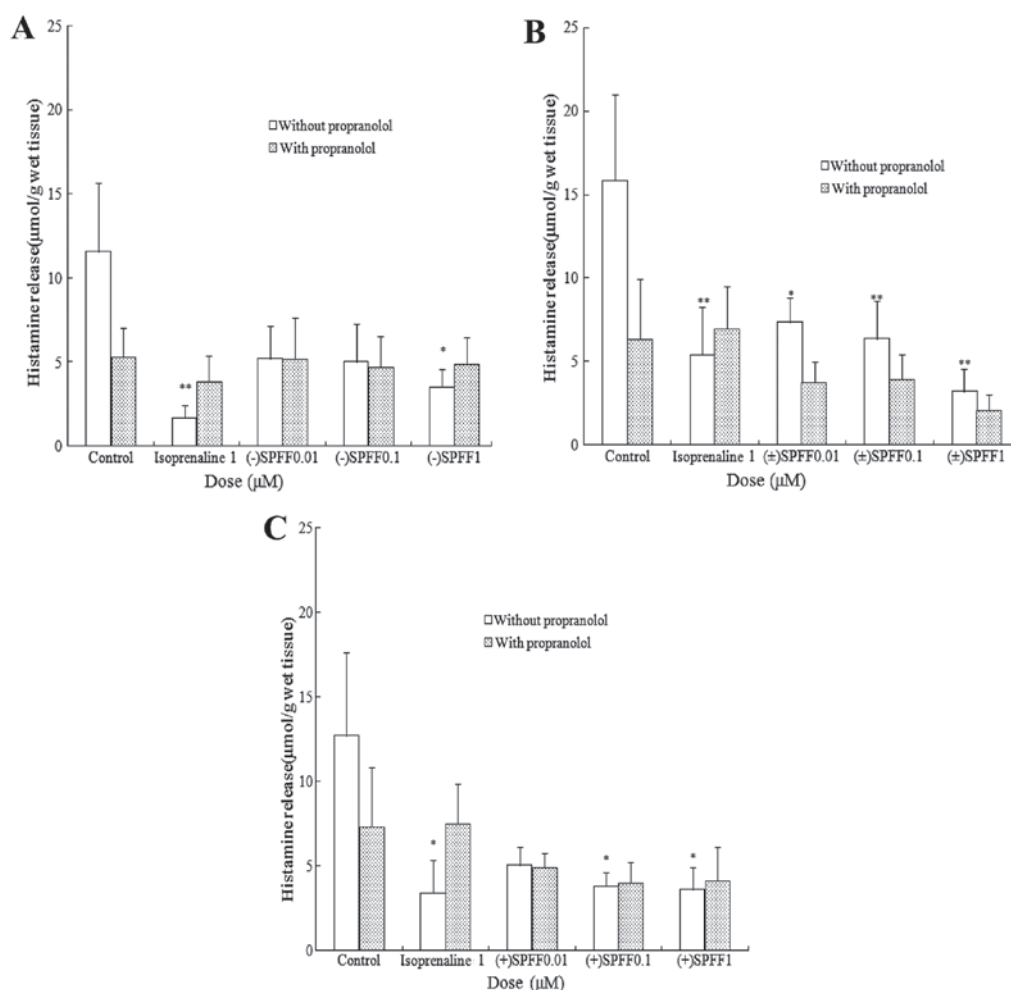 A
Histamine release(μmol/g wet tissue)
25
20
15
10
5
0
Without propranolol
With propranolol
**
*
Control Isoprenaline 1 (-)SPFF0.01 (-)SPFF0.1 (-)SPFF1
Dose (μM)
B
Histamine release(μmol/g wet tissue)
25
20
15
10
5
0
Without propranolol
With propranolol
** * ** **
Control Isoprenaline 1 (±)SPFF0.01 (±)SPFF0.1 (±)SPFF1
Dose (μM)
C
Histamine release(μmol/g wet tissue)
25
20
15
10
5
0
Without propranolol
With propranolol
* * *
Control Isoprenaline 1 (+)SPFF0.01 (+)SPFF0.1 (+)SPFF1
Dose (μM)